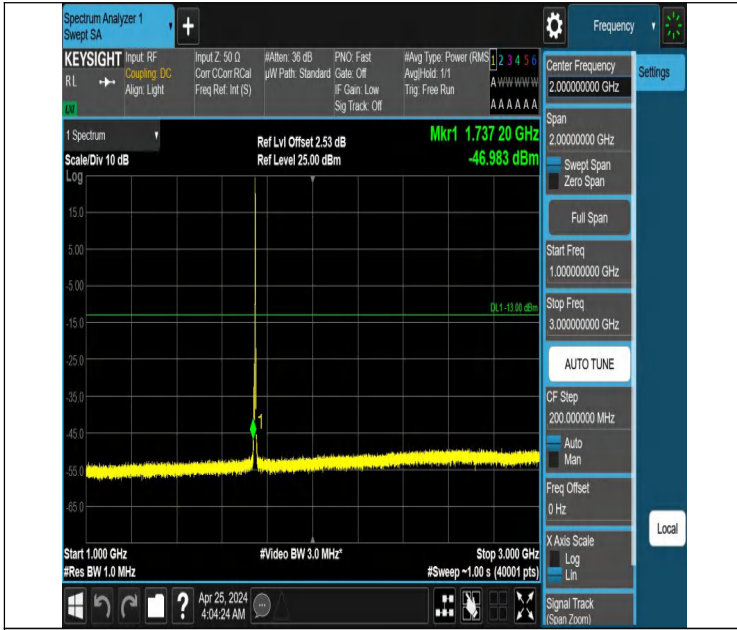 Spectrum Analyzer 1
Swept SA
+
Frequency
KEYSIGHT
RL
Input: RF
Coupling: DC
Align: Light
Input Z: 50 Ω
Corr CCorr RCal
Freq Ref: Int (S)
#Atten: 36 dB
µW Path: Standard
PNO: Fast
Gate: Off
IF Gain: Low
Sig Track: Off
#Avg Type: Power (RMS
Avg|Hold: 1/1
Trig: Free Run
1 2 3 4 5 6
A W W W W W
A A A A A A
1 Spectrum
Scale/Div 10 dB
Log
Ref Lvl Offset 2.53 dB
Ref Level 25.00 dBm
Mkr1 1.737 20 GHz
-46.983 dBm
15.0
5.00
-5.00
DL1 -13.00 dBm
-15.0
-25.0
-35.0
1
-45.0
-55.0
-65.0
Start 1.000 GHz
#Res BW 1.0 MHz
#Video BW 3.0 MHz*
Stop 3.000 GHz
#Sweep ~1.00 s (40001 pts)
?
Apr 25, 2024
4:04:24 AM
Center Frequency
2.000000000 GHz
Span
2.00000000 GHz
Swept Span
Zero Span
Full Span
Start Freq
1.000000000 GHz
Stop Freq
3.000000000 GHz
AUTO TUNE
CF Step
200.000000 MHz
Auto
Man
Freq Offset
0 Hz
X Axis Scale
Log
Lin
Signal Track
(Span Zoom)
Settings
Local